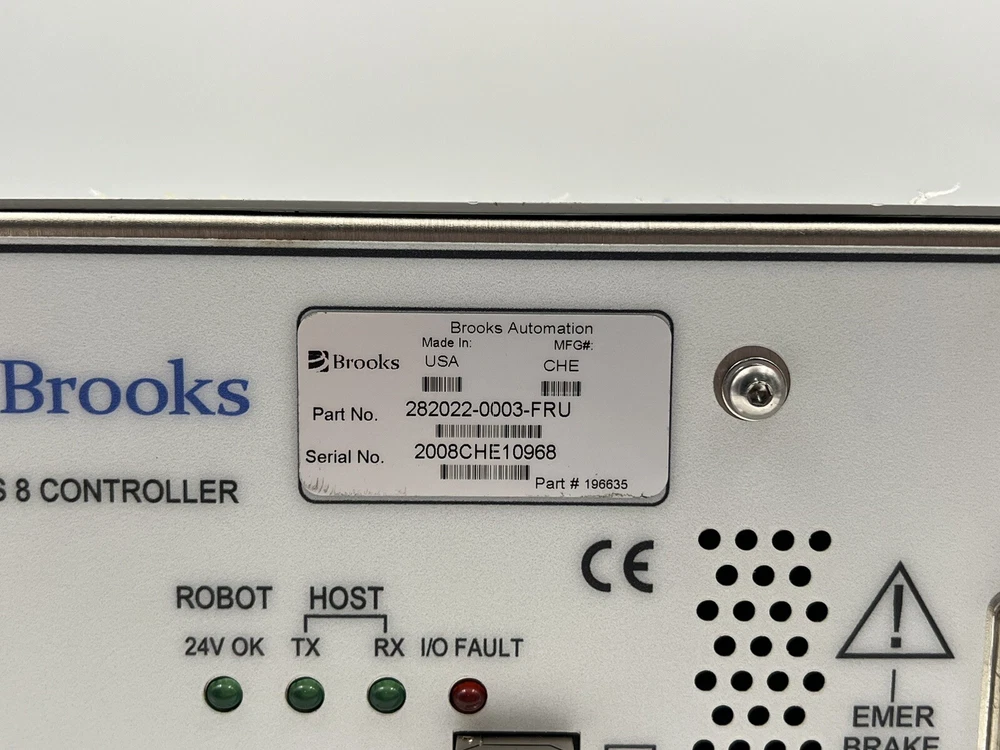 Brooks Automation
Made In: MFG#:
Brooks USA CHE
Part No. 282022-0003-FRU
Serial No. 2008CHE10968
Part # 196635
Brooks
S 8 CONTROLLER
CE
ROBOT HOST
24V OK TX RX I/O FAULT
!
EMER
BRAKE